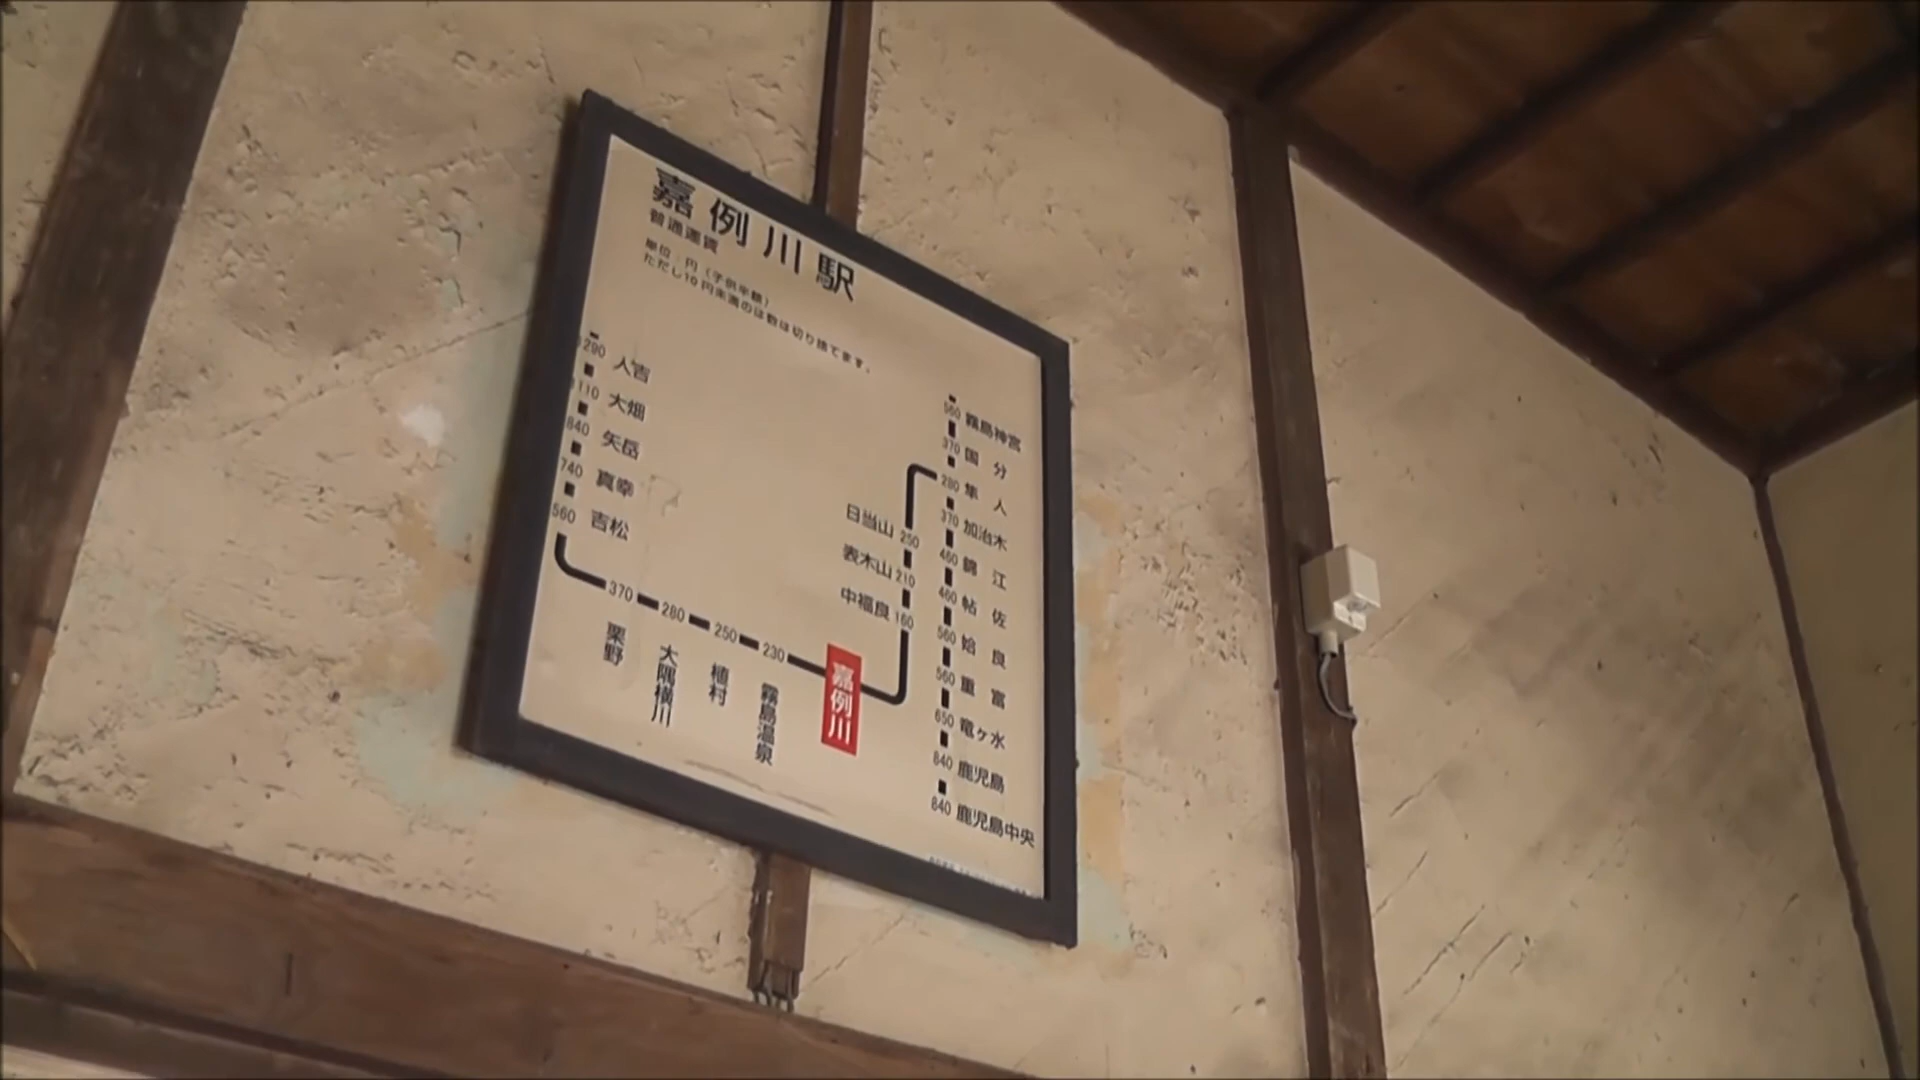 嘉例川駅
普通運賃
単位:円(子供半額)
ただし10円未満のは数は切り捨てます。
1290 人吉
1110 大畑
840 矢岳
740 真幸
560 吉松
370 栗野
280 大隅横川
250 植村
230 霧島温泉
嘉例川
中福良 160
表木山 210
日当山 250
560 霧島神宮
370 国分
280 隼人
370 加治木
460 錦江
460 帖佐
560 姶良
560 重富
650 竜ヶ水
840 鹿児島
840 鹿児島中央